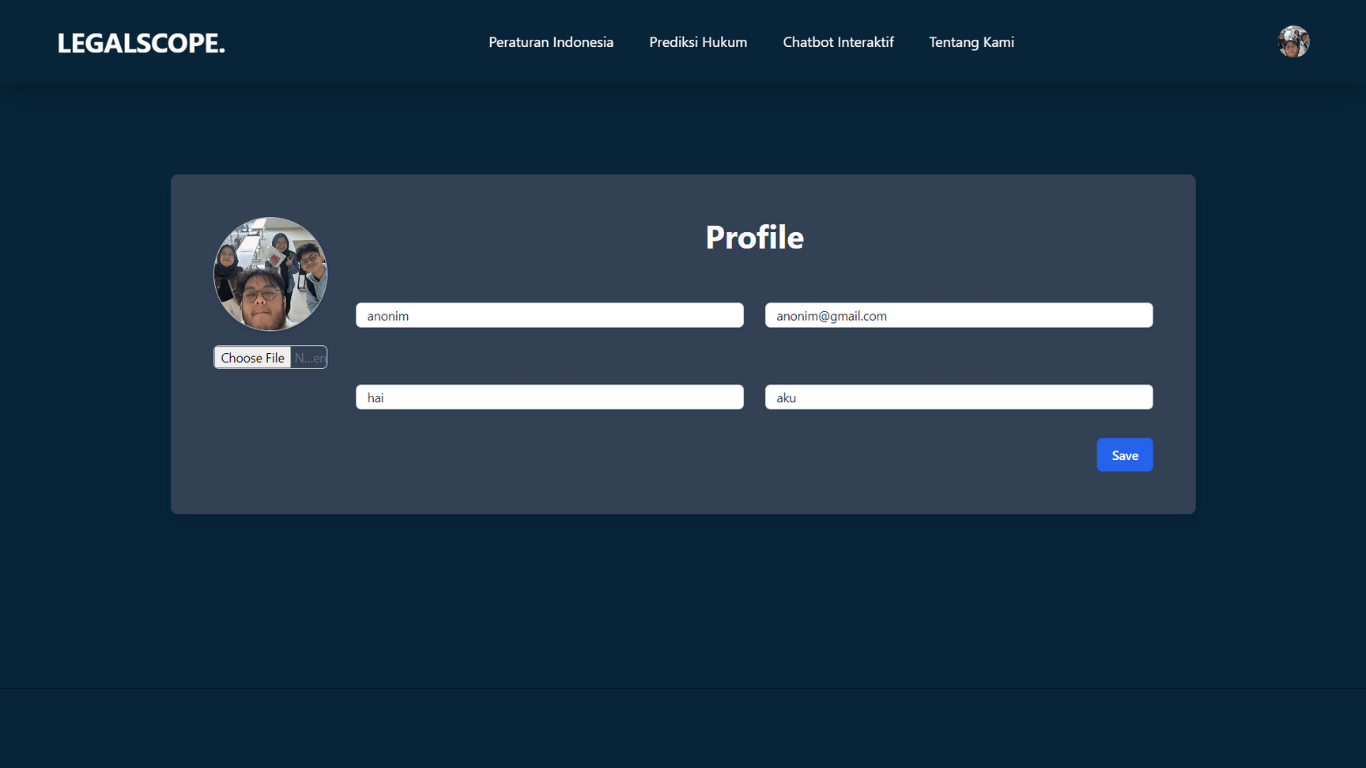 LEGALSCOPE.
Peraturan Indonesia
Prediksi Hukum
Chatbot Interaktif
Tentang Kami
Profile
anonim
anonim@gmail.com
Choose File N...en
hai
aku
Save